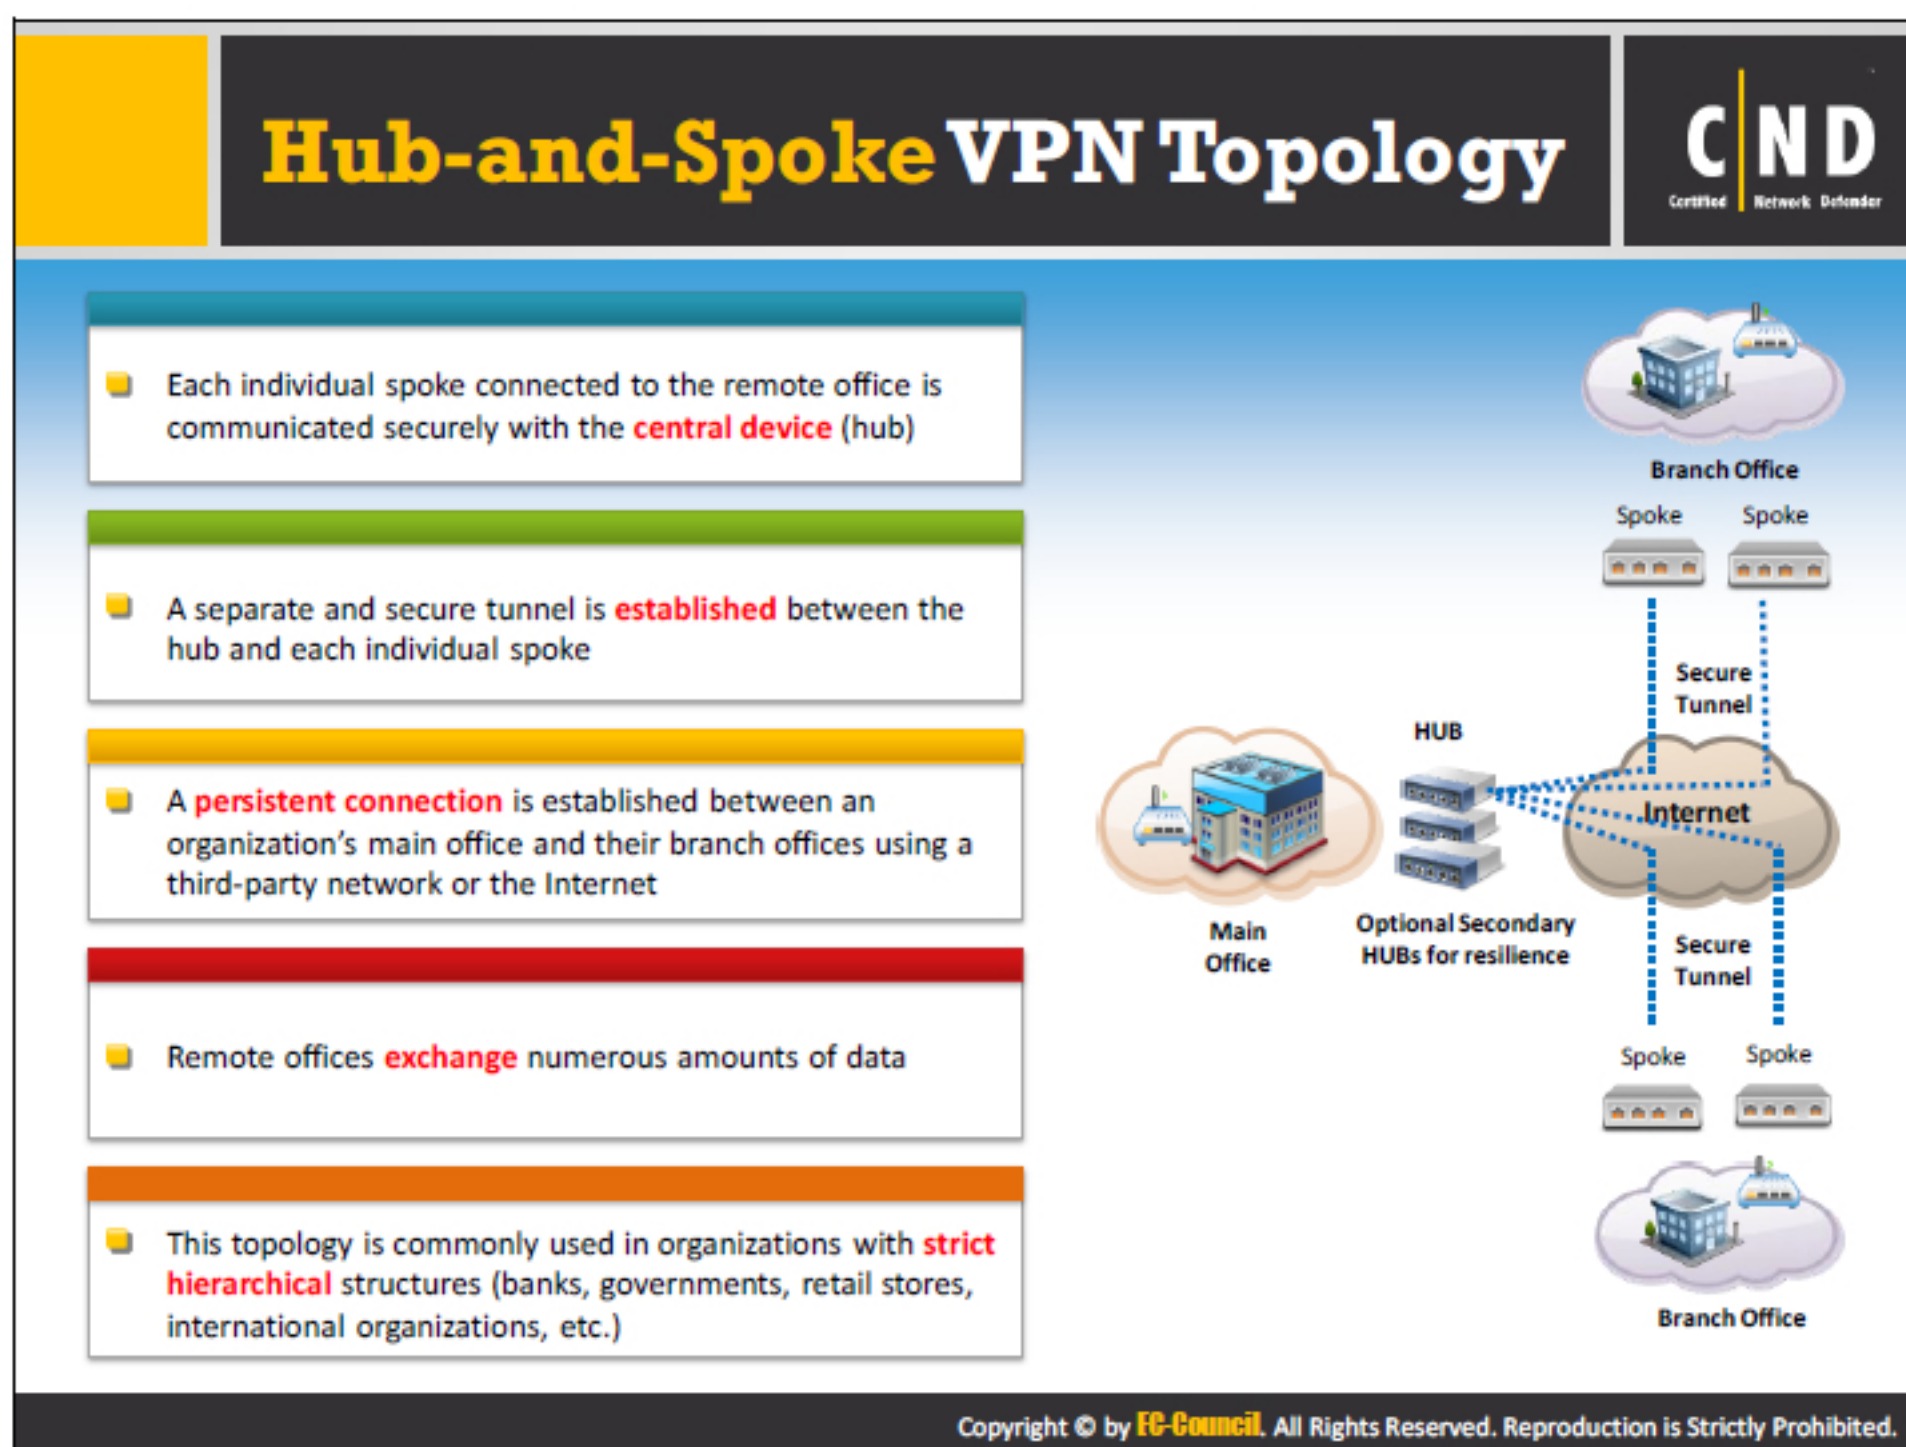 Hub-and-Spoke VPN Topology
C ND
Certified Network Defender
Each individual spoke connected to the remote office is
communicated securely with the central device (hub)
A separate and secure tunnel is established between the
hub and each individual spoke
A persistent connection is established between an
organization's main office and their branch offices using a
third-party network or the Internet
Remote offices exchange numerous amounts of data
This topology is commonly used in organizations with strict
hierarchical structures (banks, governments, retail stores,
international organizations, etc.)
Branch Office
Spoke Spoke
Secure
Tunnel
HUB
Internet
Main
Office
Optional Secondary
HUBs for resilience
Secure
Tunnel
Spoke Spoke
Branch Office
Copyright © by EC-Council. All Rights Reserved. Reproduction is Strictly Prohibited.